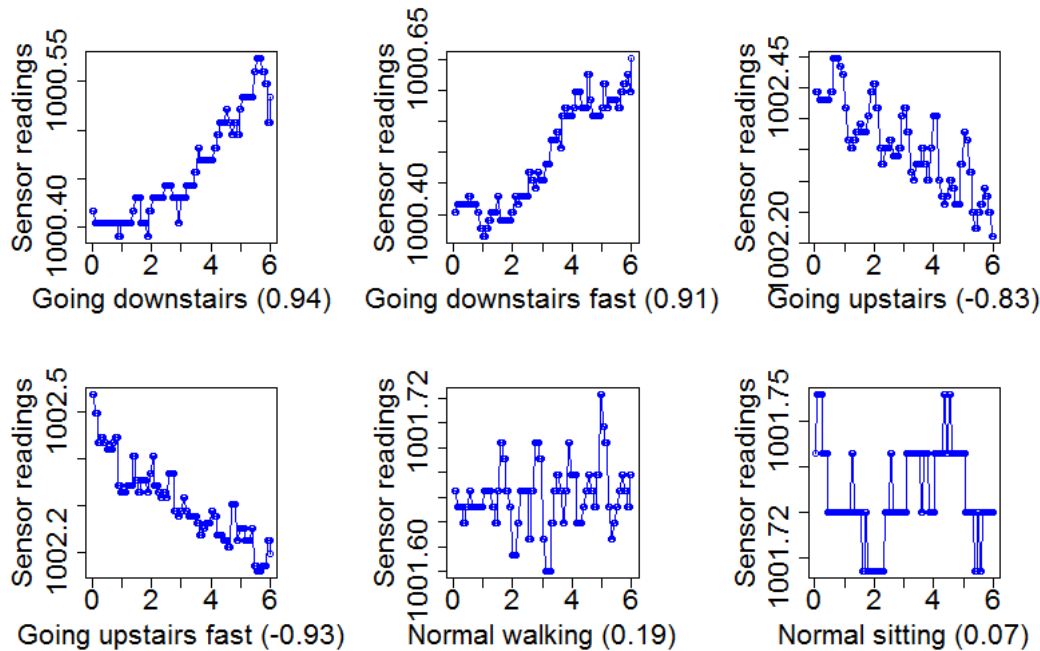 Sensor readings
1000.40 1000.55
0 2 4 6
Going downstairs (0.94)
Sensor readings
1000.40 1000.65
0 2 4 6
Going downstairs fast (0.91)
Sensor readings
1002.20 1002.45
0 2 4 6
Going upstairs (-0.83)
Sensor readings
1002.2 1002.5
0 2 4 6
Going upstairs fast (-0.93)
Sensor readings
1001.60 1001.72
0 2 4 6
Normal walking (0.19)
Sensor readings
1001.72 1001.75
0 2 4 6
Normal sitting (0.07)